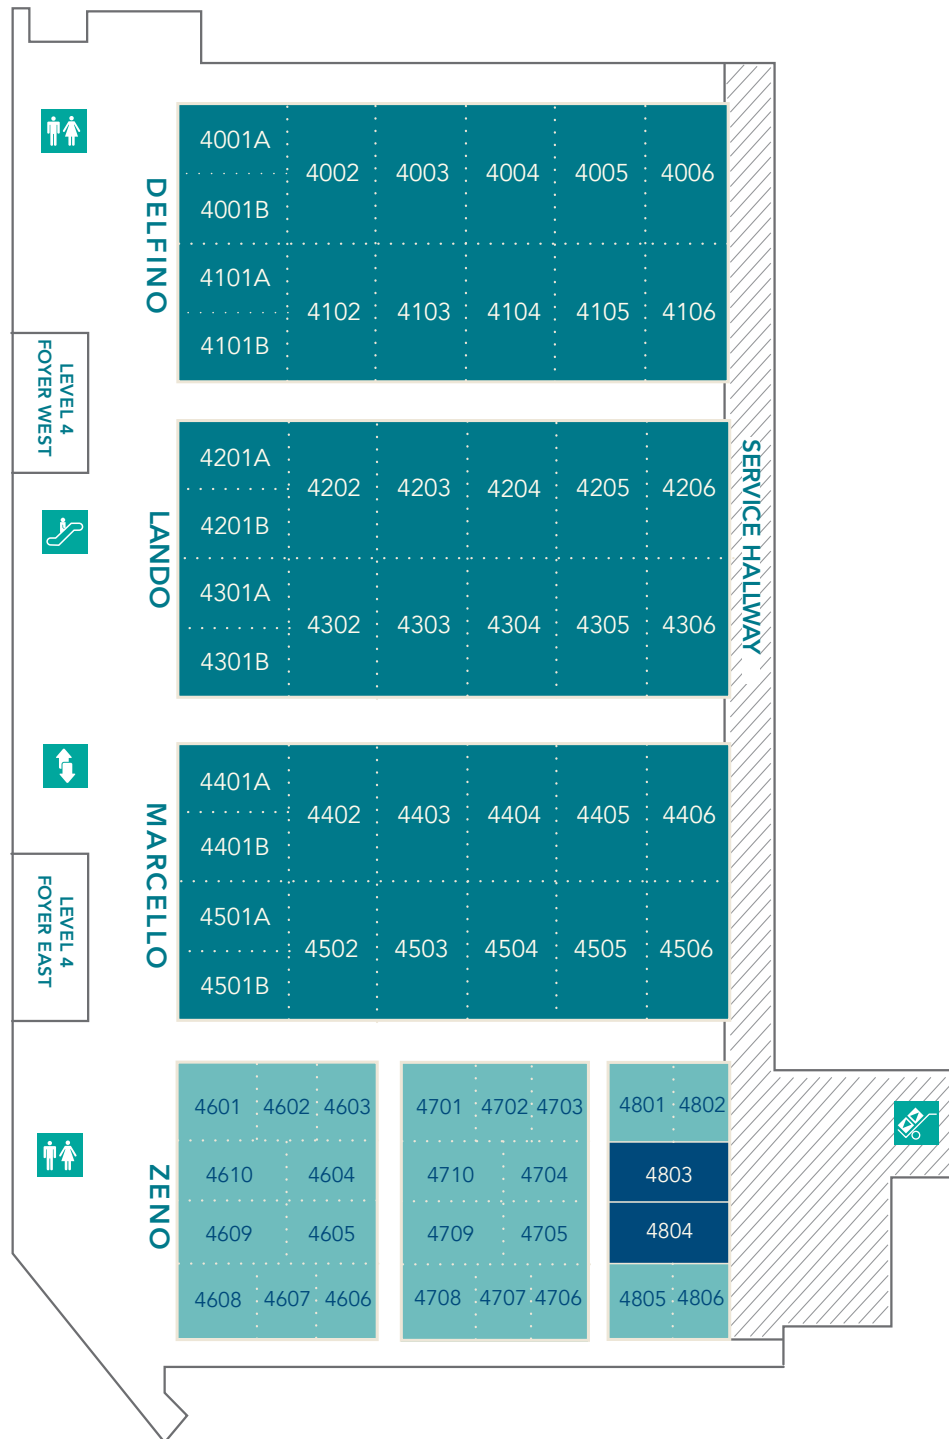 DELFINO
4001A
4001B
4002 4003 4004 4005 4006
4101A
4101B
4102 4103 4104 4105 4106
LEVEL 4
FOYER WEST
LANDO
4201A
4201B
4202 4203 4204 4205 4206
4301A
4301B
4302 4303 4304 4305 4306
SERVICE HALLWAY
MARCELLO
4401A
4401B
4402 4403 4404 4405 4406
4501A
4501B
4502 4503 4504 4505 4506
LEVEL 4
FOYER EAST
ZENO
4601 4602 4603
4610 4604
4609 4605
4608 4607 4606
4701 4702 4703
4710 4704
4709 4705
4708 4707 4706
4801 4802
4803
4804
4805 4806